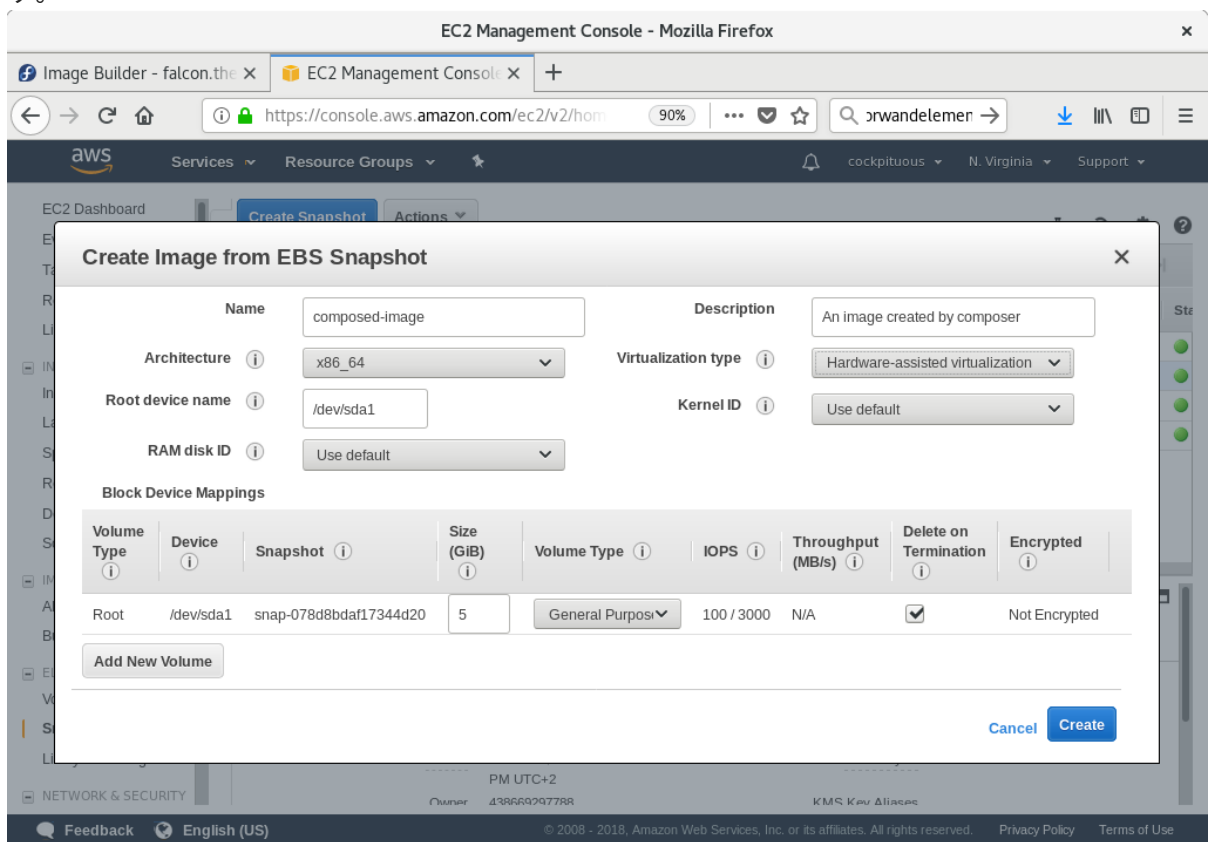 す。
EC2 Management Console - Mozilla Firefox
Image Builder - falcon.the
EC2 Management Console
https://console.aws.amazon.com/ec2/v2/hom
90%
orwandelemen
aws
Services
Resource Groups
cockpituous
N. Virginia
Support
EC2 Dashboard
Create Snapshot
Actions
Create Image from EBS Snapshot
Name
composed-image
Description
An image created by composer
Architecture
x86_64
Virtualization type
Hardware-assisted virtualization
Root device name
/dev/sda1
Kernel ID
Use default
RAM disk ID
Use default
Block Device Mappings
Volume Type
Device
Snapshot
Size (GiB)
Volume Type
IOPS
Throughput (MB/s)
Delete on Termination
Encrypted
Root
/dev/sda1
snap-078d8bdaf17344d20
5
General Purpos
100 / 3000
N/A
Not Encrypted
Add New Volume
Cancel
Create
PM UTC+2
NETWORK & SECURITY
Owner
438669297788
KMS Key Aliases
Feedback
English (US)
© 2008 - 2018, Amazon Web Services, Inc. or its affiliates. All rights reserved.
Privacy Policy
Terms of Use